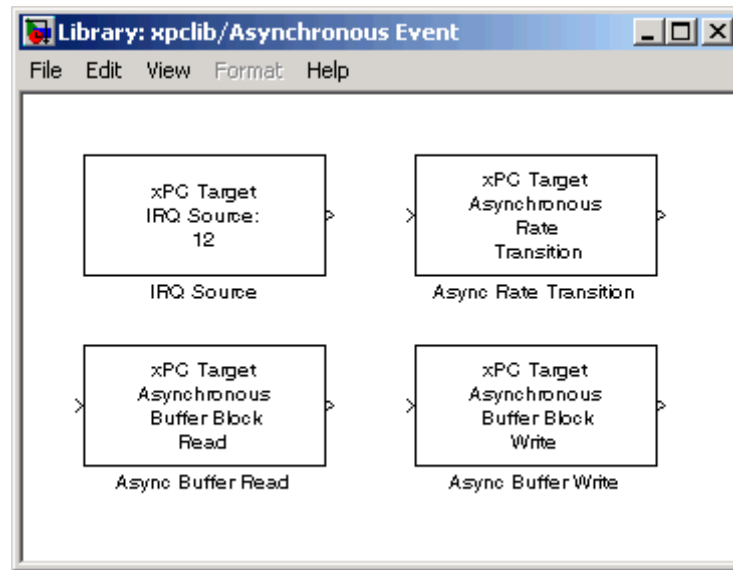 Library: xpclib/Asynchronous Event
File Edit View Format Help
xPC Target
IRQ Source:
12
IRQ Source
xPC Target
Asynchronous
Rate
Transition
Async Rate Transition
xPC Target
Asynchronous
Buffer Block
Read
Async Buffer Read
xPC Target
Asynchronous
Buffer Block
Write
Async Buffer Write